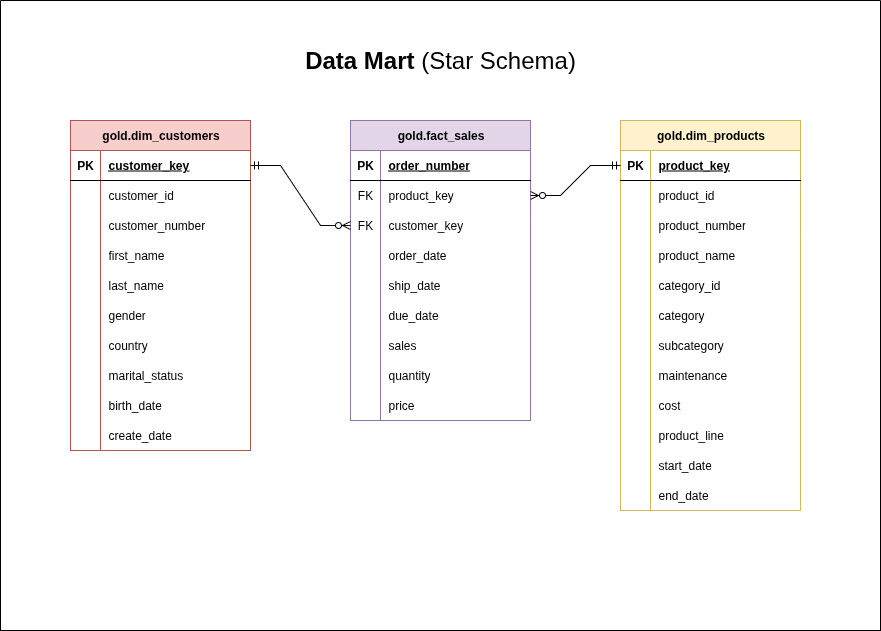 Data Mart (Star Schema)
gold.dim_customers
PK customer_key
customer_id
customer_number
first_name
last_name
gender
country
marital_status
birth_date
create_date
gold.fact_sales
PK order_number
FK product_key
FK customer_key
order_date
ship_date
due_date
sales
quantity
price
gold.dim_products
PK product_key
product_id
product_number
product_name
category_id
category
subcategory
maintenance
cost
product_line
start_date
end_date